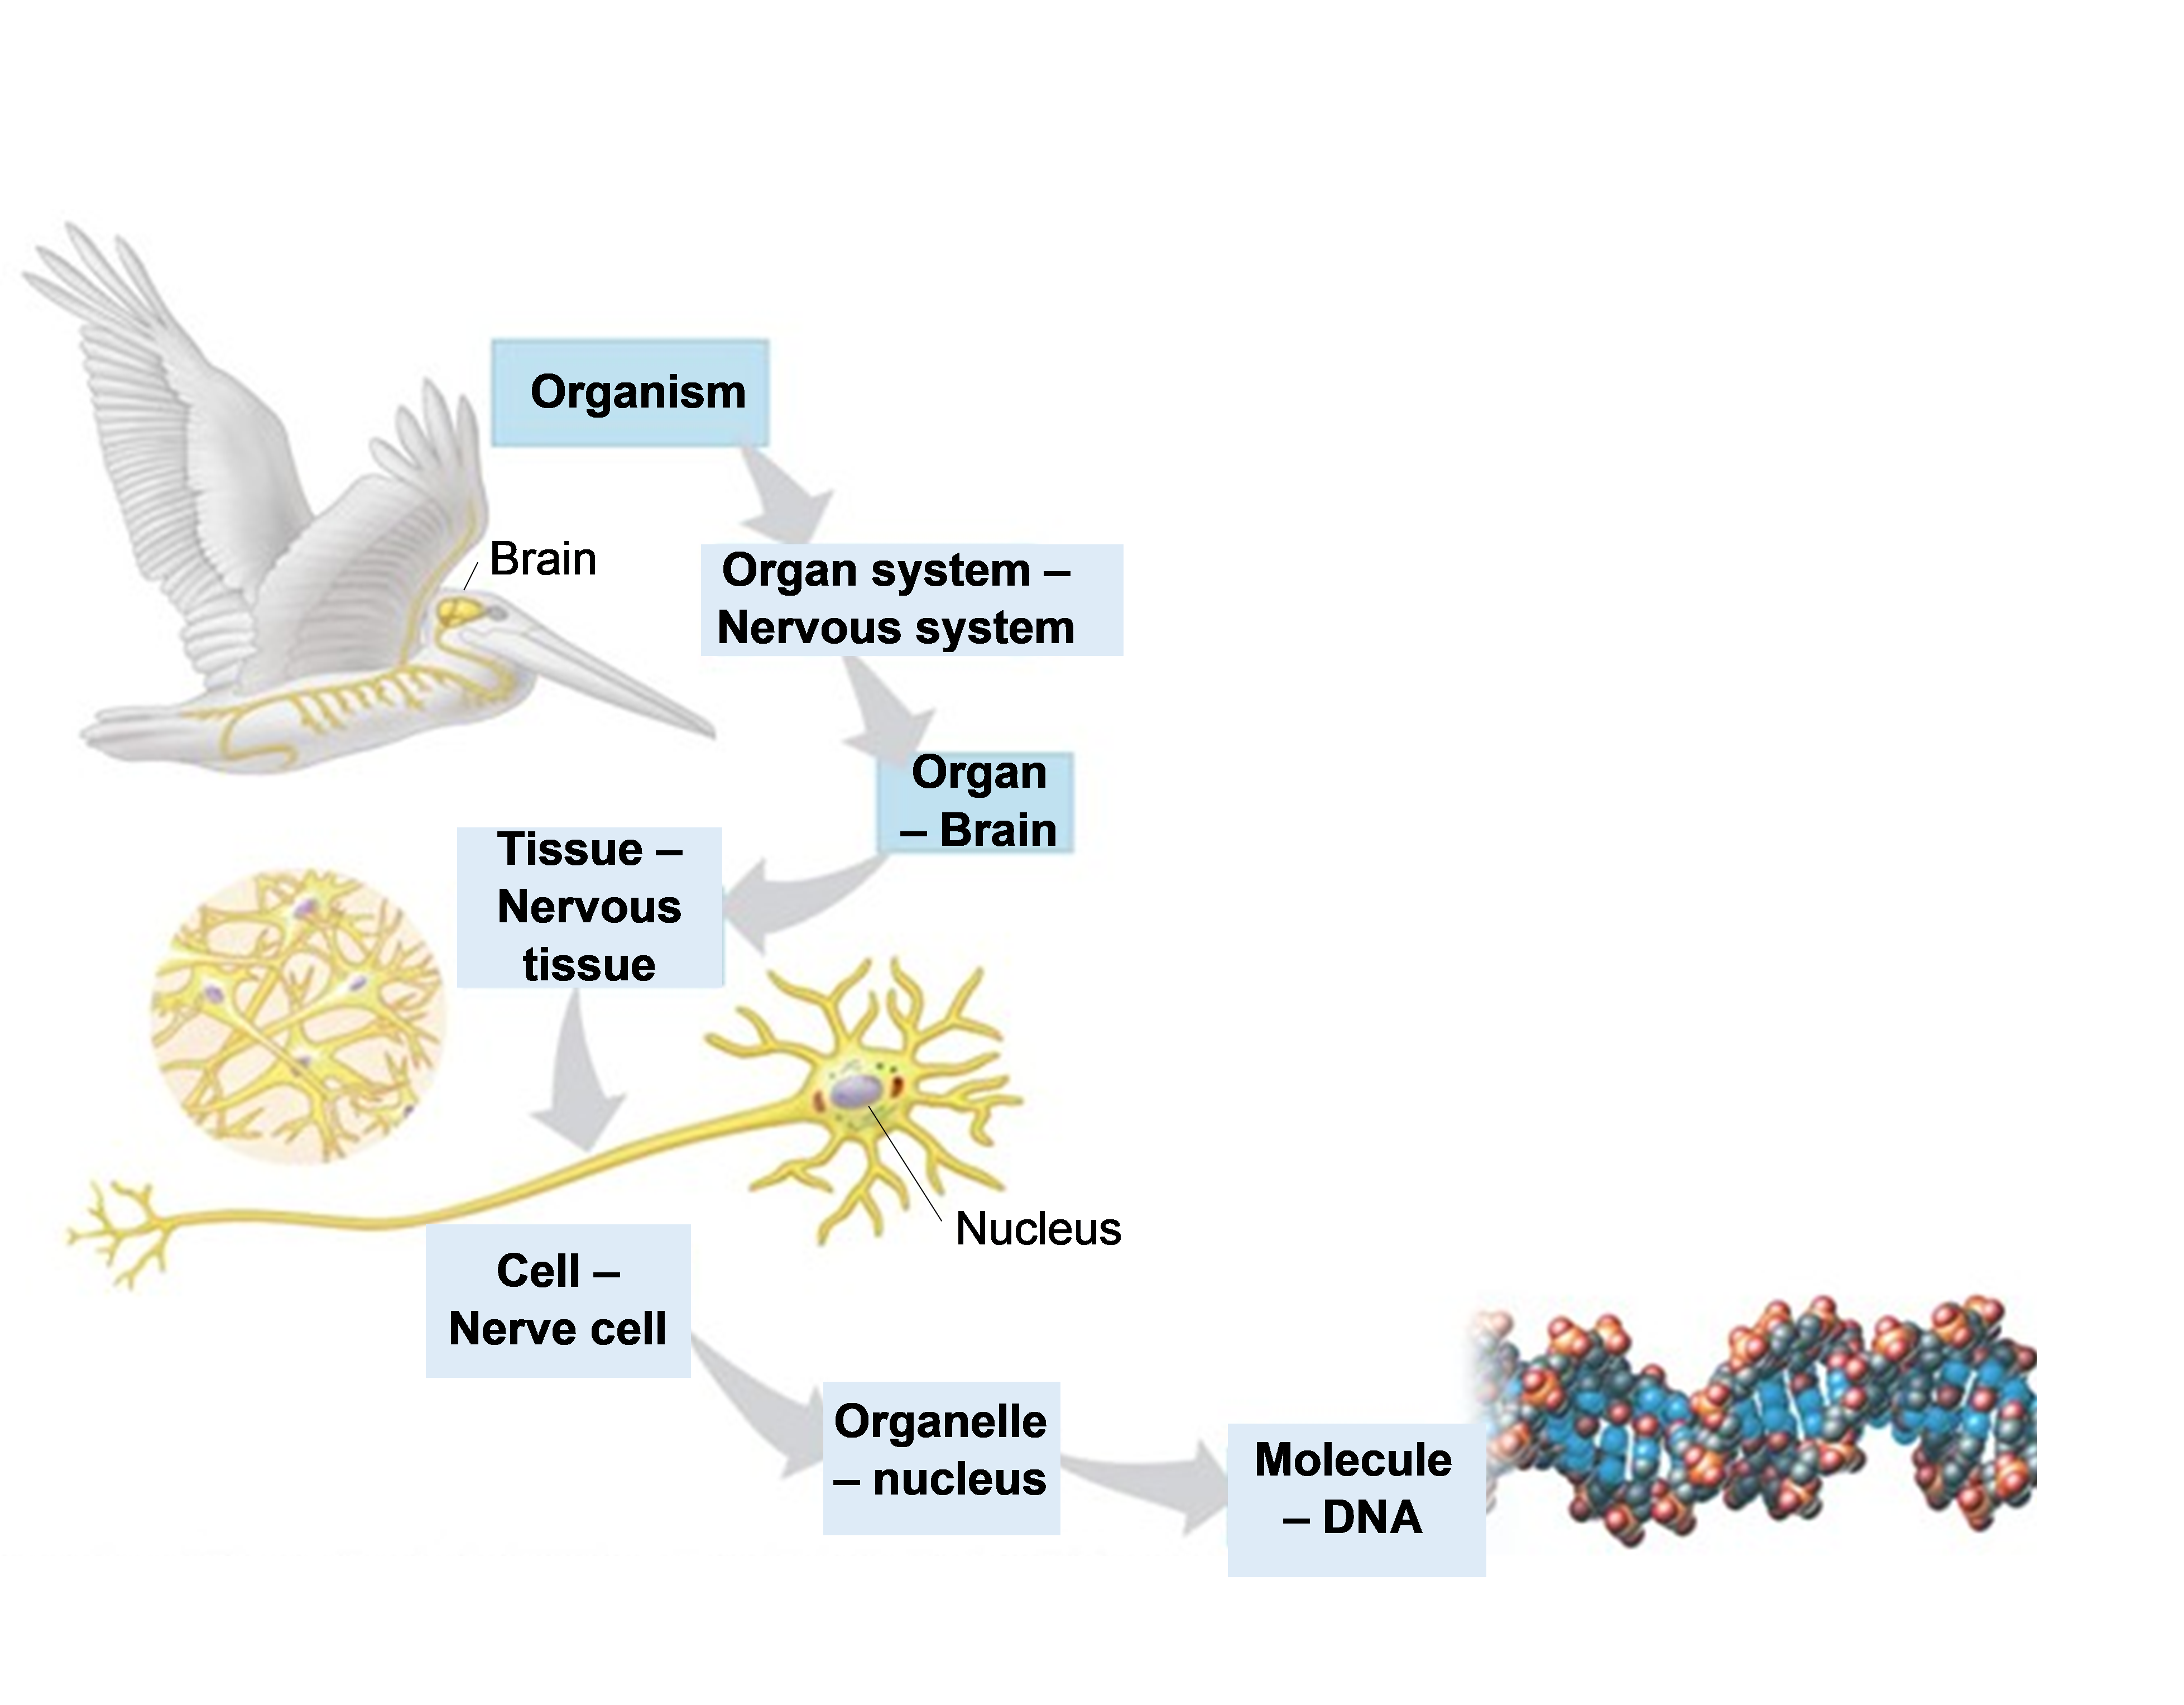 Organism
Brain
Organ system –
Nervous system
Organ
– Brain
Tissue –
Nervous
tissue
Nucleus
Cell –
Nerve cell
Organelle
– nucleus
Molecule
– DNA